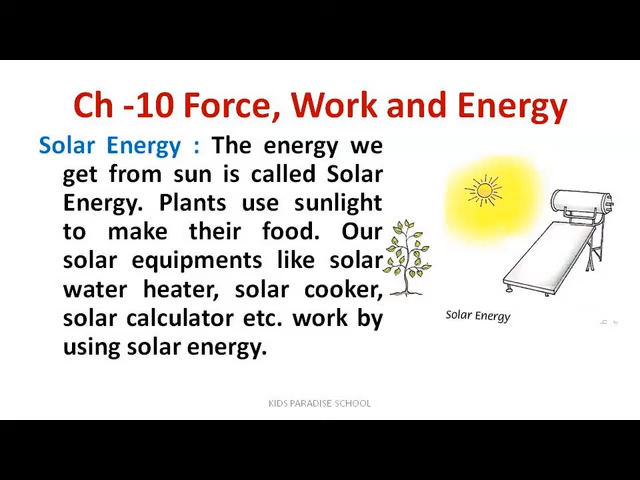 Ch -10 Force, Work and Energy
Solar Energy : The energy we
get from sun is called Solar
Energy. Plants use sunlight
to make their food. Our
solar equipments like solar
water heater, solar cooker,
solar calculator etc. work by
using solar energy.
Solar Energy
KIDS PARADISE SCHOOL